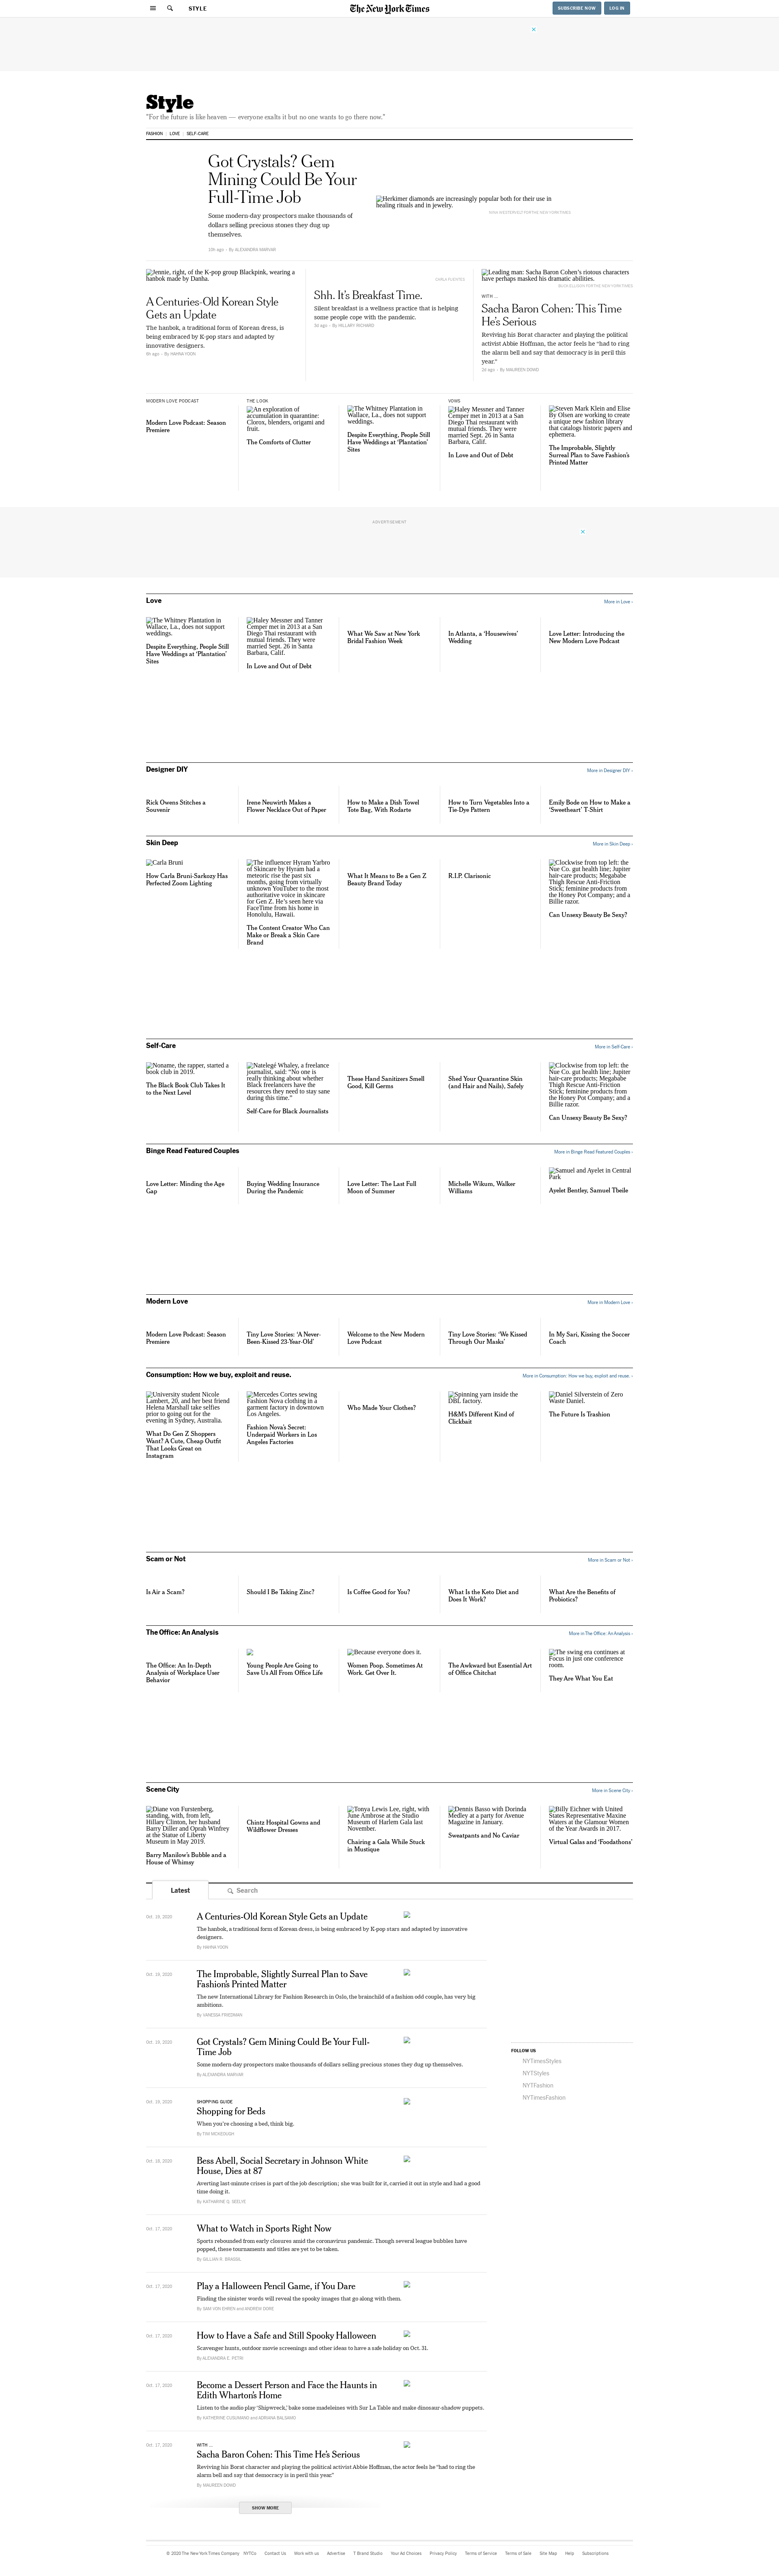 STYLE
The New York Times
SUBSCRIBE NOW
LOG IN
Style
"For the future is like heaven — everyone exalts it but no one wants to go there now."
FASHION
LOVE
SELF-CARE
Got Crystals? Gem
Mining Could Be Your
Full-Time Job
Some modern-day prospectors make thousands of
dollars selling precious stones they dug up
themselves.
By ALEXANDRA MARVAR
Herkimer diamonds are increasingly popular both for their use in
healing rituals and in jewelry.
Jennie, right, of the K-pop group Blackpink, wearing a
hanbok made by Danha.
A Centuries-Old Korean Style
Gets an Update
The hanbok, a traditional form of Korean dress, is
being embraced by K-pop stars and adapted by
innovative designers.
By HAHNA YOON
Shh. It's Breakfast Time.
Silent breakfast is a wellness practice that is helping
some people cope with the pandemic.
By HILLARY RICHARD
Leading man: Sacha Baron Cohen's riotous characters
have perhaps masked his dramatic abilities.
WITH ...
Sacha Baron Cohen: This Time
He's Serious
Reviving his Borat character and playing the political
activist Abbie Hoffman, the actor feels he "had to ring
the alarm bell and say that democracy is in peril this
year."
By MAUREEN DOWD
MODERN LOVE PODCAST
Modern Love Podcast: Season
Premiere
THE LOOK
An exploration of
accumulation in quarantine:
Clorox, blenders, origami and
fruit.
The Comforts of Clutter
The Whitney Plantation in
Wallace, La., does not support
weddings.
Despite Everything, People Still
Have Weddings at 'Plantation'
Sites
VOWS
Haley Messner and Tanner
Cemper met in 2013 at a San
Diego Thai restaurant with
mutual friends. They were
married Sept. 26 in Santa
Barbara, Calif.
In Love and Out of Debt
Steven Mark Klein and Elise
By Olsen are working to create
a unique new fashion library
that catalogs historic papers and
ephemera.
The Improbable, Slightly
Surreal Plan to Save Fashion's
Printed Matter
ADVERTISEMENT
Love
More in Love ›
The Whitney Plantation in
Wallace, La., does not support
weddings.
Despite Everything, People Still
Have Weddings at 'Plantation'
Sites
Haley Messner and Tanner
Cemper met in 2013 at a San
Diego Thai restaurant with
mutual friends. They were
married Sept. 26 in Santa
Barbara, Calif.
In Love and Out of Debt
What We Saw at New York
Bridal Fashion Week
In Atlanta, a 'Housewives'
Wedding
Love Letter: Introducing the
New Modern Love Podcast
Designer DIY
More in Designer DIY ›
Rick Owens Stitches a
Souvenir
Irene Neuwirth Makes a
Flower Necklace Out of Paper
How to Make a Dish Towel
Tote Bag, With Rodarte
How to Turn Vegetables Into a
Tie-Dye Pattern
Emily Bode on How to Make a
'Sweetheart' T-Shirt
Skin Deep
More in Skin Deep ›
Carla Bruni
How Carla Bruni-Sarkozy Has
Perfected Zoom Lighting
The influencer Hyram Yarbro
of Skincare by Hyram had a
meteoric rise the past six
months, going from virtually
unknown YouTuber to the most
authoritative voice in skincare
for Gen Z. He's seen here via
FaceTime from his home in
Honolulu, Hawaii.
The Content Creator Who Can
Make or Break a Skin Care
Brand
What It Means to Be a Gen Z
Beauty Brand Today
R.I.P. Clarisonic
Clockwise from top left: the
Nue Co. gut health line; Jupiter
hair-care products; Megababe
Thigh Rescue Anti-Friction
Stick; feminine products from
the Honey Pot Company; and a
Billie razor.
Can Unsexy Beauty Be Sexy?
Self-Care
More in Self-Care ›
Noname, the rapper, started a
book club in 2019.
The Black Book Club Takes It
to the Next Level
Natelegé Whaley, a freelance
journalist, said: "No one is
really thinking about whether
Black freelancers have the
resources they need to stay sane
during this time."
Self-Care for Black Journalists
These Hand Sanitizers Smell
Good, Kill Germs
Shed Your Quarantine Skin
(and Hair and Nails), Safely
Clockwise from top left: the
Nue Co. gut health line; Jupiter
hair-care products; Megababe
Thigh Rescue Anti-Friction
Stick; feminine products from
the Honey Pot Company; and a
Billie razor.
Can Unsexy Beauty Be Sexy?
Binge Read Featured Couples
More in Binge Read Featured Couples ›
Love Letter: Minding the Age
Gap
Buying Wedding Insurance
During the Pandemic
Love Letter: The Last Full
Moon of Summer
Michelle Wikum, Walker
Williams
Samuel and Ayelet in Central
Park
Ayelet Bentley, Samuel Theile
Modern Love
More in Modern Love ›
Modern Love Podcast: Season
Premiere
Tiny Love Stories: 'A Never-
Been-Kissed 23-Year-Old'
Welcome to the New Modern
Love Podcast
Tiny Love Stories: 'We Kissed
Through Our Masks'
In My Sari, Kissing the Soccer
Coach
Consumption: How we buy, exploit and reuse.
More in Consumption: How we buy, exploit and reuse. ›
University student Nicole
Lambert, 20, and her best friend
Helena Marshall take selfies
prior to going out for the
evening in Sydney, Australia.
What Do Gen Z Shoppers
Want? A Cute, Cheap Outfit
That Looks Great on
Instagram
Mercedes Cortes sewing
Fashion Nova clothing in a
garment factory in downtown
Los Angeles.
Fashion Nova's Secret:
Underpaid Workers in Los
Angeles Factories
Who Made Your Clothes?
Spinning yarn inside the
DBL factory.
H&M's Different Kind of
Clickbait
Daniel Silverstein of Zero
Waste Daniel.
The Future Is Trashion
Scam or Not
More in Scam or Not ›
Is Air a Scam?
Should I Be Taking Zinc?
Is Coffee Good for You?
What Is the Keto Diet and
Does It Work?
What Are the Benefits of
Probiotics?
The Office: An Analysis
More in The Office: An Analysis ›
The Office: An In-Depth
Analysis of Workplace User
Behavior
Young People Are Going to
Save Us All From Office Life
Because everyone does it.
Women Poop. Sometimes At
Work. Get Over It.
The Awkward but Essential Art
of Office Chitchat
The swing era continues at
Focus in just one conference
room.
They Are What You Eat
Scene City
More in Scene City ›
Diane von Furstenberg,
standing, with, from left,
Hillary Clinton, her husband
Barry Diller and Oprah Winfrey
at the Statue of Liberty
Museum in May 2019.
Barry Manilow's Bubble and a
House of Whimsy
Chintz Hospital Gowns and
Wildflower Dresses
Tonya Lewis Lee, right, with
June Ambrose at the Studio
Museum of Harlem Gala last
November.
Chairing a Gala While Stuck
in Mustique
Dennis Basso with Dorinda
Medley at a party for Avenue
Magazine in January.
Sweatpants and No Caviar
Billy Eichner with United
States Representative Maxine
Waters at the Glamour Women
of the Year Awards in 2017.
Virtual Galas and 'Foodathons'
Latest
Search
A Centuries-Old Korean Style Gets an Update
The hanbok, a traditional form of Korean dress, is being embraced by K-pop stars and adapted by innovative
designers.
By HAHNA YOON
The Improbable, Slightly Surreal Plan to Save
Fashion's Printed Matter
The new International Library for Fashion Research in Oslo, the brainchild of a fashion odd couple, has very big
ambitions.
By VANESSA FRIEDMAN
Got Crystals? Gem Mining Could Be Your Full-
Time Job
Some modern-day prospectors make thousands of dollars selling precious stones they dug up themselves.
By ALEXANDRA MARVAR
SHOPPING GUIDE
Shopping for Beds
When you're choosing a bed, think big.
By TIM MCKEOUGH
Bess Abell, Social Secretary in Johnson White
House, Dies at 87
Averting last-minute crises is part of the job description; she was built for it, carried it out in style and had a good
time doing it.
By KATHARINE Q. SEELYE
Oct. 17, 2020
What to Watch in Sports Right Now
Sports rebounded from early closures amid the coronavirus pandemic. Though several league bubbles have
popped, these tournaments and titles are yet to be taken.
By GILLIAN R. BRASSIL
Oct. 17, 2020
Play a Halloween Pencil Game, if You Dare
Finding the sinister words will reveal the spooky images that go along with them.
By SAM VON EHREN and ANDREW DORE
Oct. 17, 2020
How to Have a Safe and Still Spooky Halloween
Scavenger hunts, outdoor movie screenings and other ideas to have a safe holiday on Oct. 31.
By ALEXANDRA E. PETRI
Oct. 17, 2020
Become a Dessert Person and Face the Haunts in
Edith Wharton's Home
Listen to the audio play 'Shipwreck,' bake some madeleines with Sur La Table and make dinosaur-shadow puppets.
By KATHERINE CUSUMANO and ADRIANA BALSAMO
Oct. 17, 2020
WITH ...
Sacha Baron Cohen: This Time He's Serious
Reviving his Borat character and playing the political activist Abbie Hoffman, the actor feels he "had to ring the
alarm bell and say that democracy is in peril this year."
By MAUREEN DOWD
SHOW MORE
FOLLOW US
NYTimesStyles
NYTStyles
NYTFashion
NYTimesFashion
© 2020 The New York Times Company
NYTCo
Contact Us
Work with us
Advertise
T Brand Studio
Your Ad Choices
Privacy Policy
Terms of Service
Terms of Sale
Site Map
Help
Subscriptions